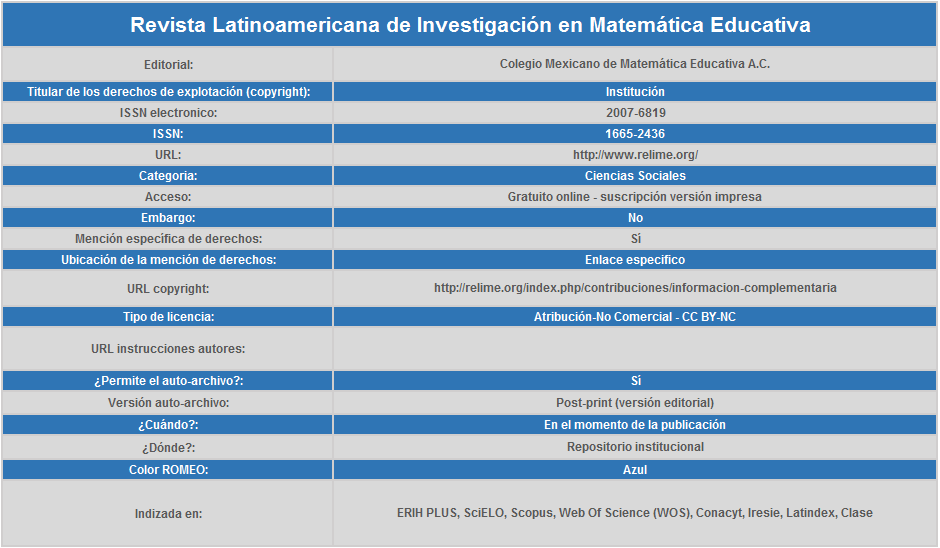 Revista Latinoamericana de Investigación en Matemática Educativa
Editorial: Colegio Mexicano de Matemática Educativa A.C.
Titular de los derechos de explotación (copyright): Institución
ISSN electronico: 2007-6819
ISSN: 1665-2436
URL: http://www.relime.org/
Categoria: Ciencias Sociales
Acceso: Gratuito online - suscripción versión impresa
Embargo: No
Mención específica de derechos: Sí
Ubicación de la mención de derechos: Enlace especifico
URL copyright: http://relime.org/index.php/contribuciones/informacion-complementaria
Tipo de licencia: Atribución-No Comercial - CC BY-NC
URL instrucciones autores:
¿Permite el auto-archivo?: Sí
Versión auto-archivo: Post-print (versión editorial)
¿Cuándo?: En el momento de la publicación
¿Dónde?: Repositorio institucional
Color ROMEO: Azul
Indizada en: ERIH PLUS, SciELO, Scopus, Web Of Science (WOS), Conacyt, Iresie, Latindex, Clase